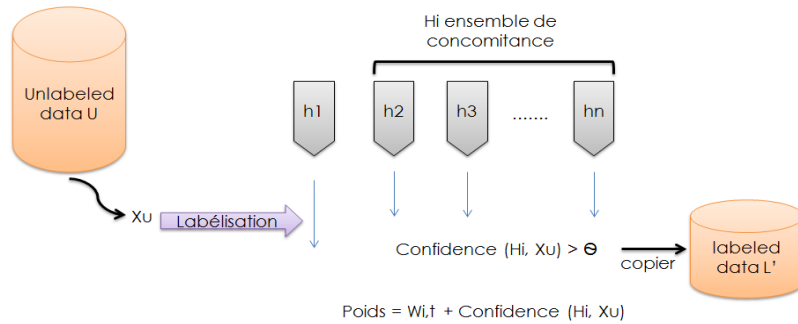 Hi ensemble de
concomitance
Unlabeled
data U
h1
h2
h3
.......
hn
Xu
Labélisation
Confidence (Hi, Xu) > Ɵ
copier
labeled
data L'
Poids = Wi,t + Confidence (Hi, Xu)